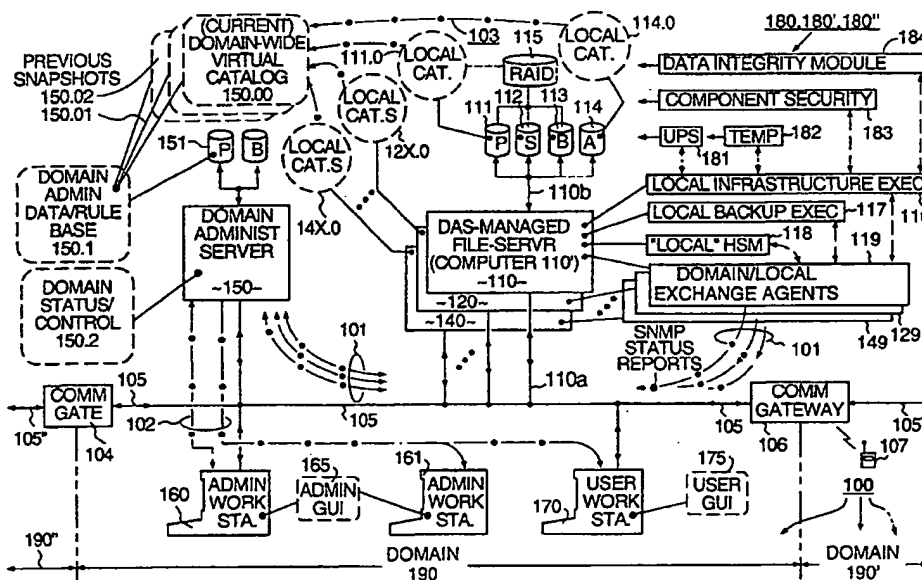 PREVIOUS
SNAPSHOTS
150.02
150.01
(CURRENT)
DOMAIN-WIDE
VIRTUAL
CATALOG
150.00
103
111.0
LOCAL
CAT.
115
RAID
LOCAL
CAT.
114.0
180,180',180"
184
DATA INTEGRITY MODULE
COMPONENT SECURITY
183
UPS
181
TEMP
182
LOCAL
CAT.S
12X.0
LOCAL
CAT.S
14X.0
111
P
112
S
113
B
114
A
110b
151
P
B
DOMAIN
ADMIN
DATA/RULE
BASE
150.1
DOMAIN
STATUS/
CONTROL
150.2
DOMAIN
ADMINIST
SERVER
~150~
DAS-MANAGED
FILE-SERVR
(COMPUTER 110')
~110~
~120~
~140~
LOCAL INFRASTRUCTURE EXEC
LOCAL BACKUP EXEC
117
"LOCAL" HSM
118
119
DOMAIN/LOCAL
EXCHANGE AGENTS
129
149
SNMP
STATUS
REPORTS
101
101
110a
COMM
GATE
104
105"
105
102
105
105
COMM
GATEWAY
106
105'
107
160
ADMIN
WORK
STA.
165
ADMIN
GUI
161
ADMIN
WORK
STA.
170
USER
WORK
STA.
175
USER
GUI
100
190"
DOMAIN
190
DOMAIN
190'